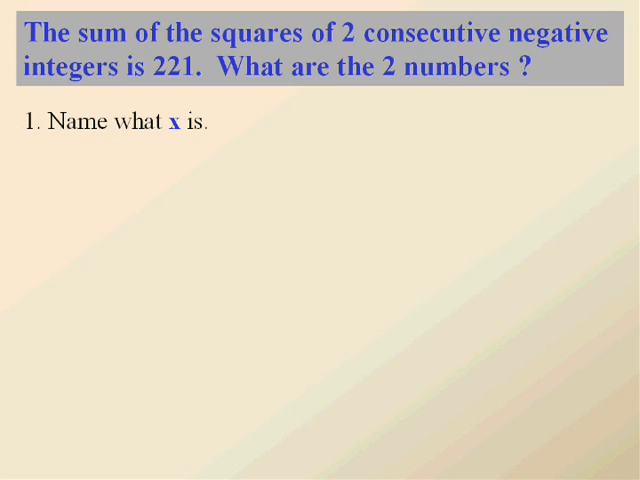 The sum of the squares of 2 consecutive negative
integers is 221. What are the 2 numbers ?
1. Name what x is.